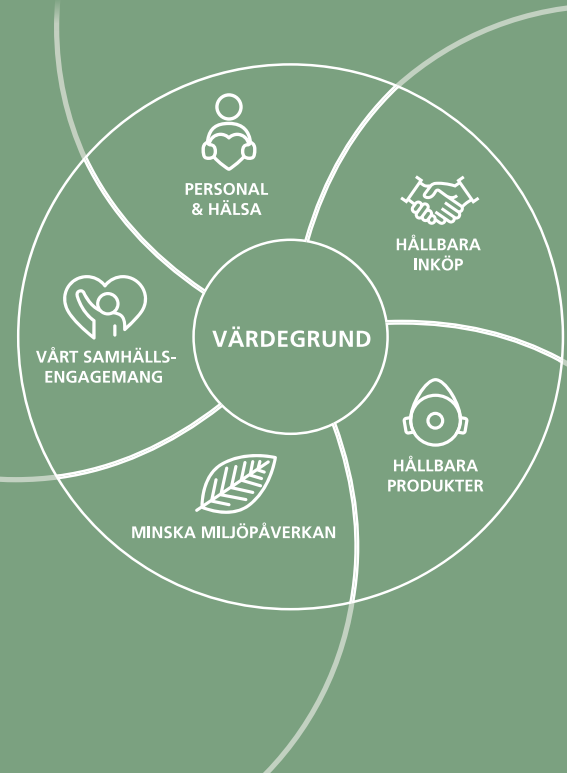 PERSONAL
& HÄLSA
HÅLLBARA
INKÖP
VÄRDEGRUND
VÅRT SAMHÄLLS-
ENGAGEMANG
HÅLLBARA
PRODUKTER
MINSKA MILJÖPÅVERKAN